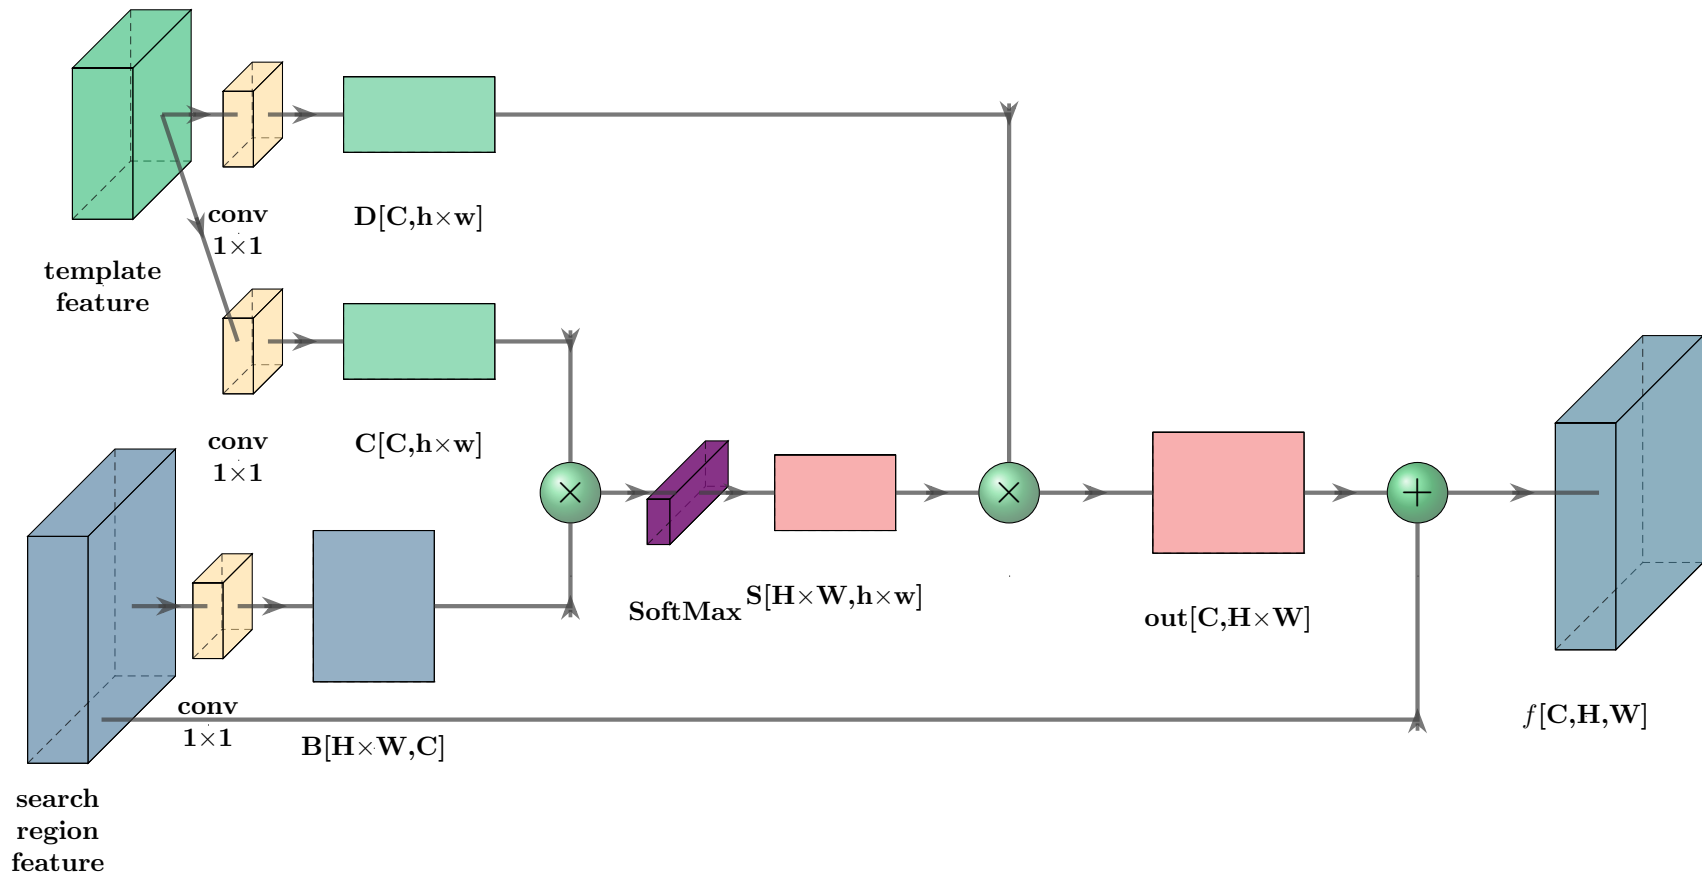 conv
1×1
D[C,h×w]
template
feature
conv
1×1
C[C,h×w]
×
×
+
SoftMax
S[H×W,h×w]
out[C,H×W]
conv
1×1
B[H×W,C]
f[C,H,W]
search
region
feature